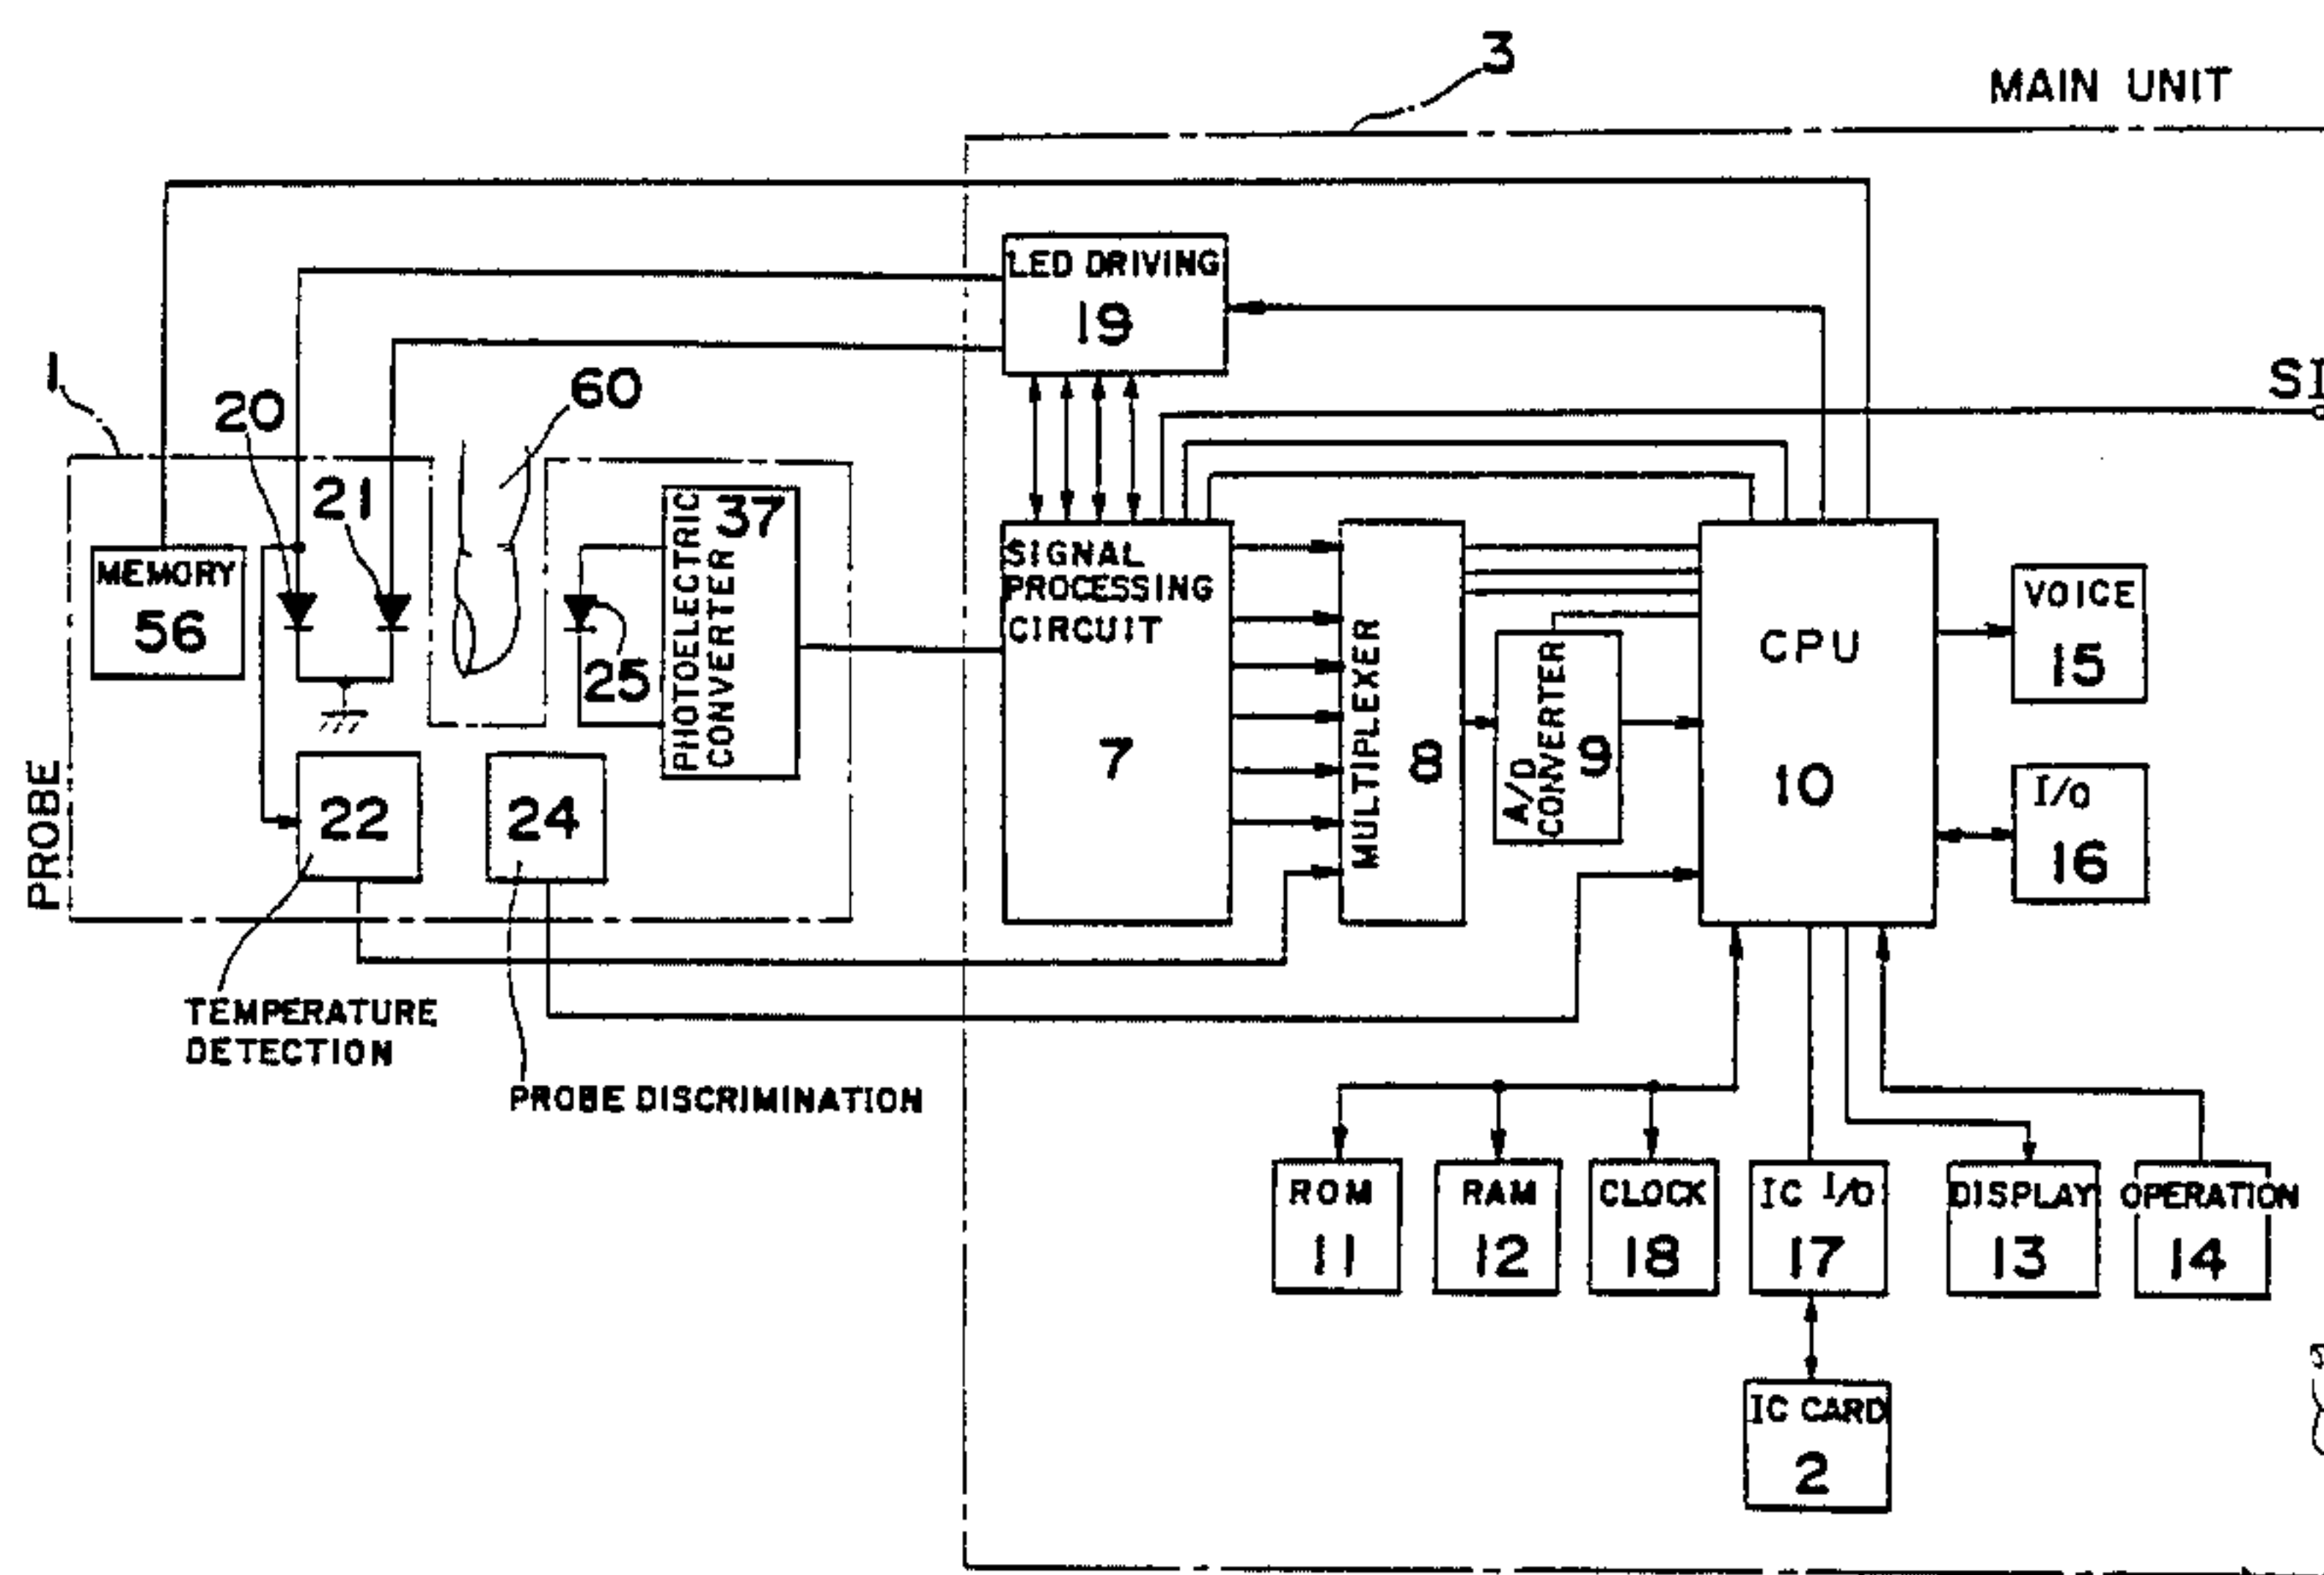 3
MAIN UNIT
LED DRIVING
19
SI
1
20
60
21
37
PHOTOELECTRIC
CONVERTER
MEMORY
56
25
SIGNAL
PROCESSING
CIRCUIT
7
MULTIPLEXER
8
A/D
CONVERTER
9
CPU
10
VOICE
15
I/O
16
PROBE
22
24
TEMPERATURE
DETECTION
PROBE DISCRIMINATION
ROM
11
RAM
12
CLOCK
18
IC I/O
17
DISPLAY
13
OPERATION
14
IC CARD
2